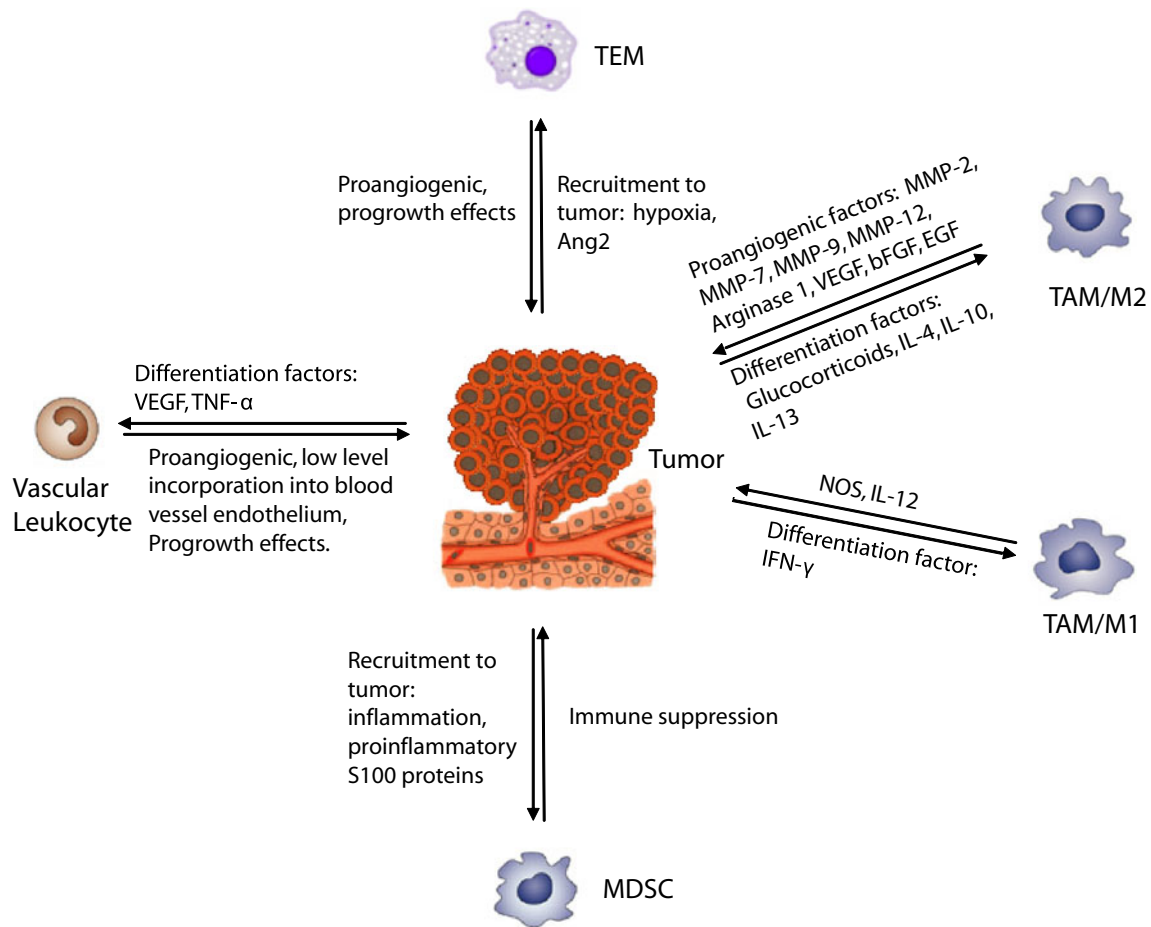 TEM
Proangiogenic,
progrowth effects
Recruitment to
tumor: hypoxia,
Ang2
Proangiogenic factors: MMP-2,
MMP-7, MMP-9, MMP-12,
Arginase 1, VEGF, bFGF, EGF
TAM/M2
Differentiation factors:
Glucocorticoids, IL-4, IL-10,
IL-13
Differentiation factors:
VEGF, TNF-α
Vascular
Leukocyte
Proangiogenic, low level
incorporation into blood
vessel endothelium,
Progrowth effects.
Tumor
NOS, IL-12
Differentiation factor:
IFN-γ
TAM/M1
Recruitment to
tumor:
inflammation,
proinflammatory
S100 proteins
Immune suppression
MDSC